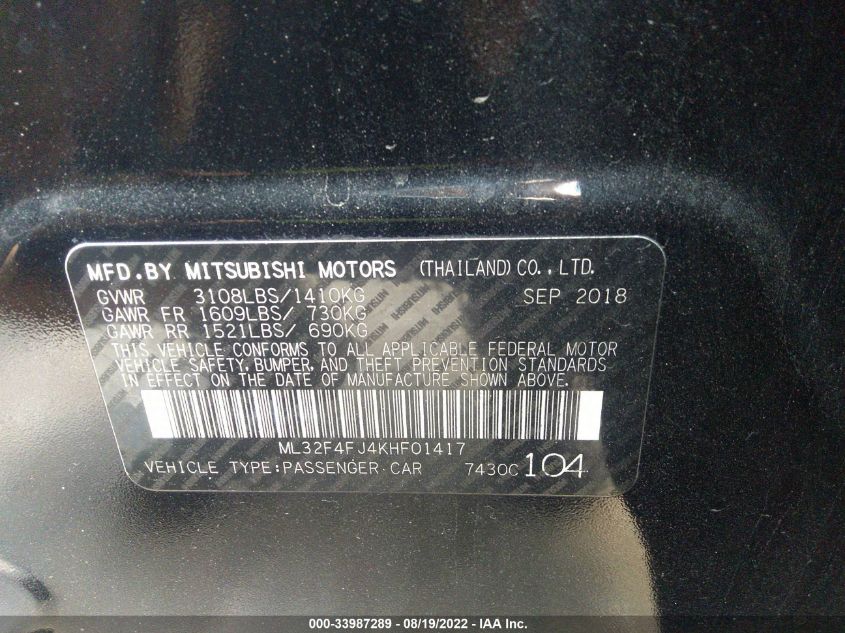 MFD.BY MITSUBISHI MOTORS (THAILAND) CO., LTD.
GVWR 3108LBS/1410KG SEP 2018
GAWR FR 1609LBS/ 730KG
GAWR RR 1521LBS/ 690KG
THIS VEHICLE CONFORMS TO ALL APPLICABLE FEDERAL MOTOR
VEHICLE SAFETY, BUMPER, AND THEFT PREVENTION STANDARDS
IN EFFECT ON THE DATE OF MANUFACTURE SHOWN ABOVE.
ML32F4FJ4KHF01417
VEHICLE TYPE:PASSENGER CAR 7430C 104
000-33987289 - 08/19/2022 - IAA Inc.